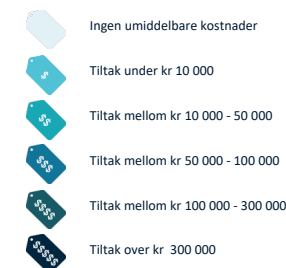 Ingen umiddelbare kostnader
$
Tiltak under kr 10 000
$$
Tiltak mellom kr 10 000 - 50 000
$$$
Tiltak mellom kr 50 000 - 100 000
$$$$
Tiltak mellom kr 100 000 - 300 000
$$$$$
Tiltak over kr  300 000